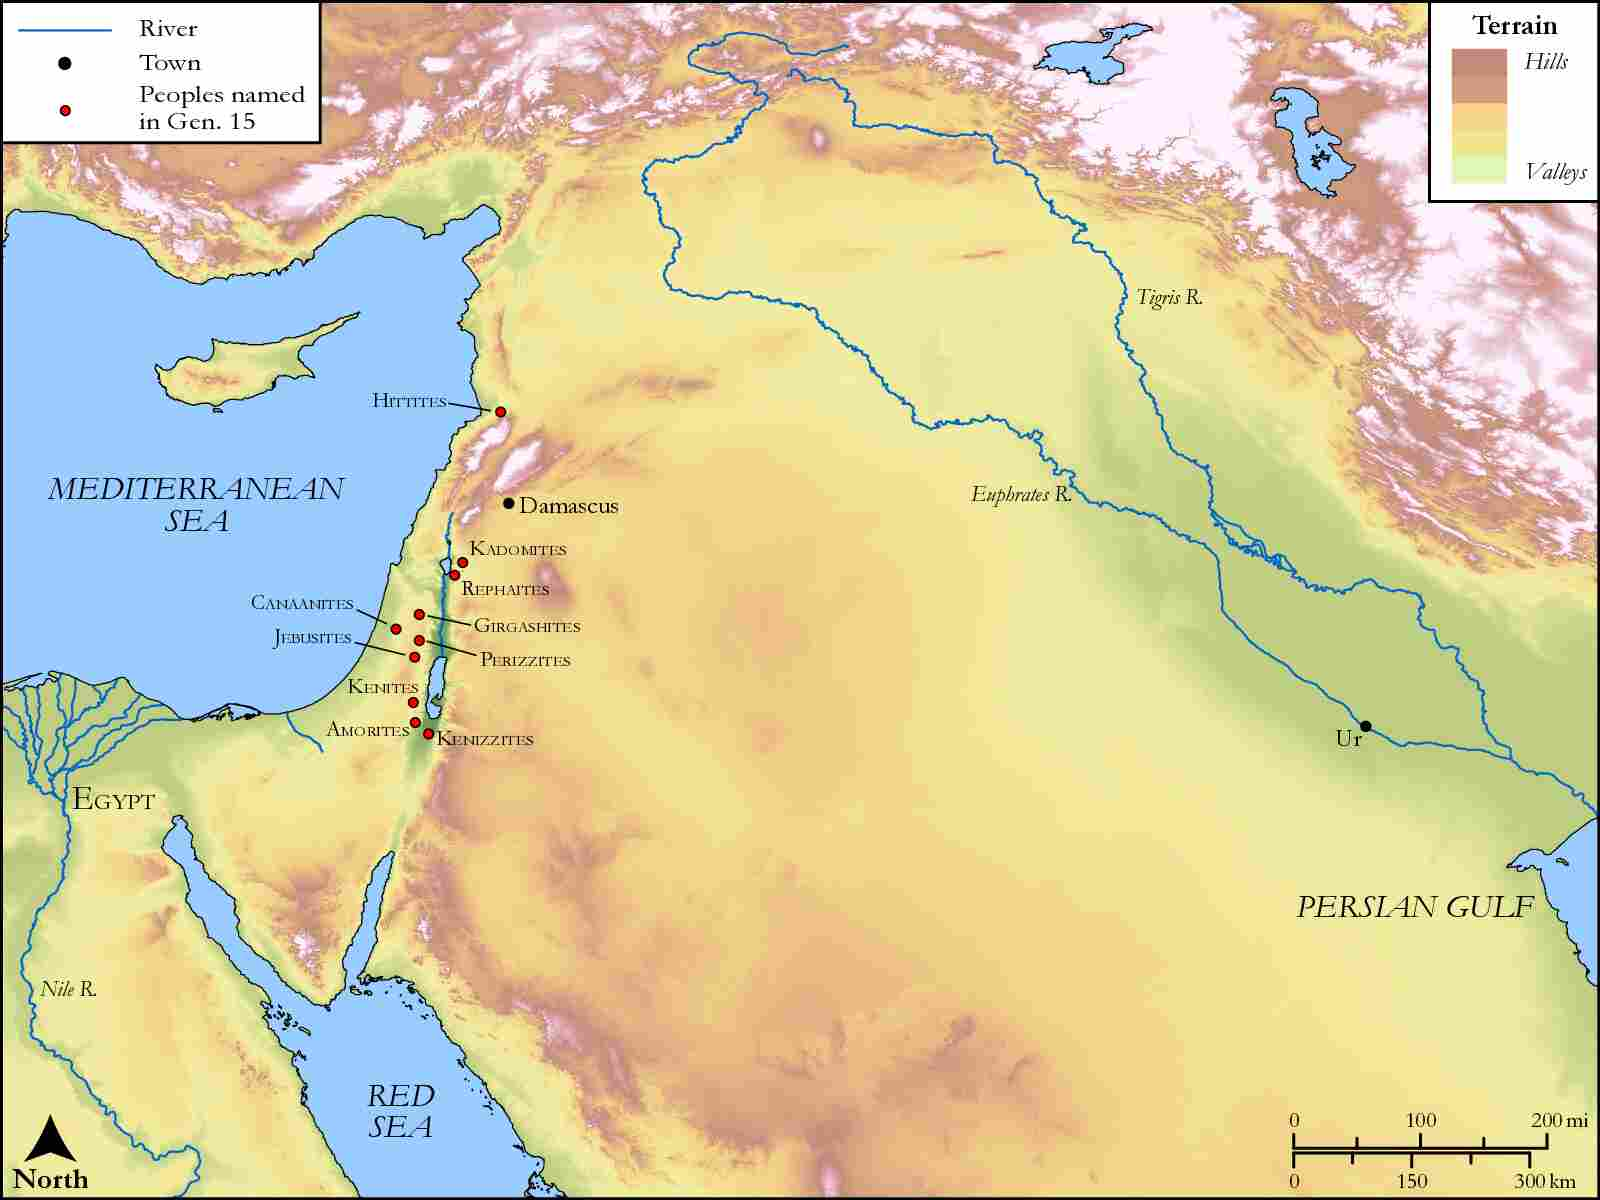 River
Town
Peoples named
in Gen. 15
Terrain
Hills
Valleys
Tigris R.
HITTITES
MEDITERRANEAN
SEA
Euphrates R.
Damascus
KADOMITES
REPHAITES
CANAANITES
GIRGASHITES
JEBUSITES
PERIZZITES
KENITES
AMORITES
KENIZZITES
Ur
EGYPT
PERSIAN GULF
Nile R.
RED
SEA
North
0 100 200 mi
0 150 300 km